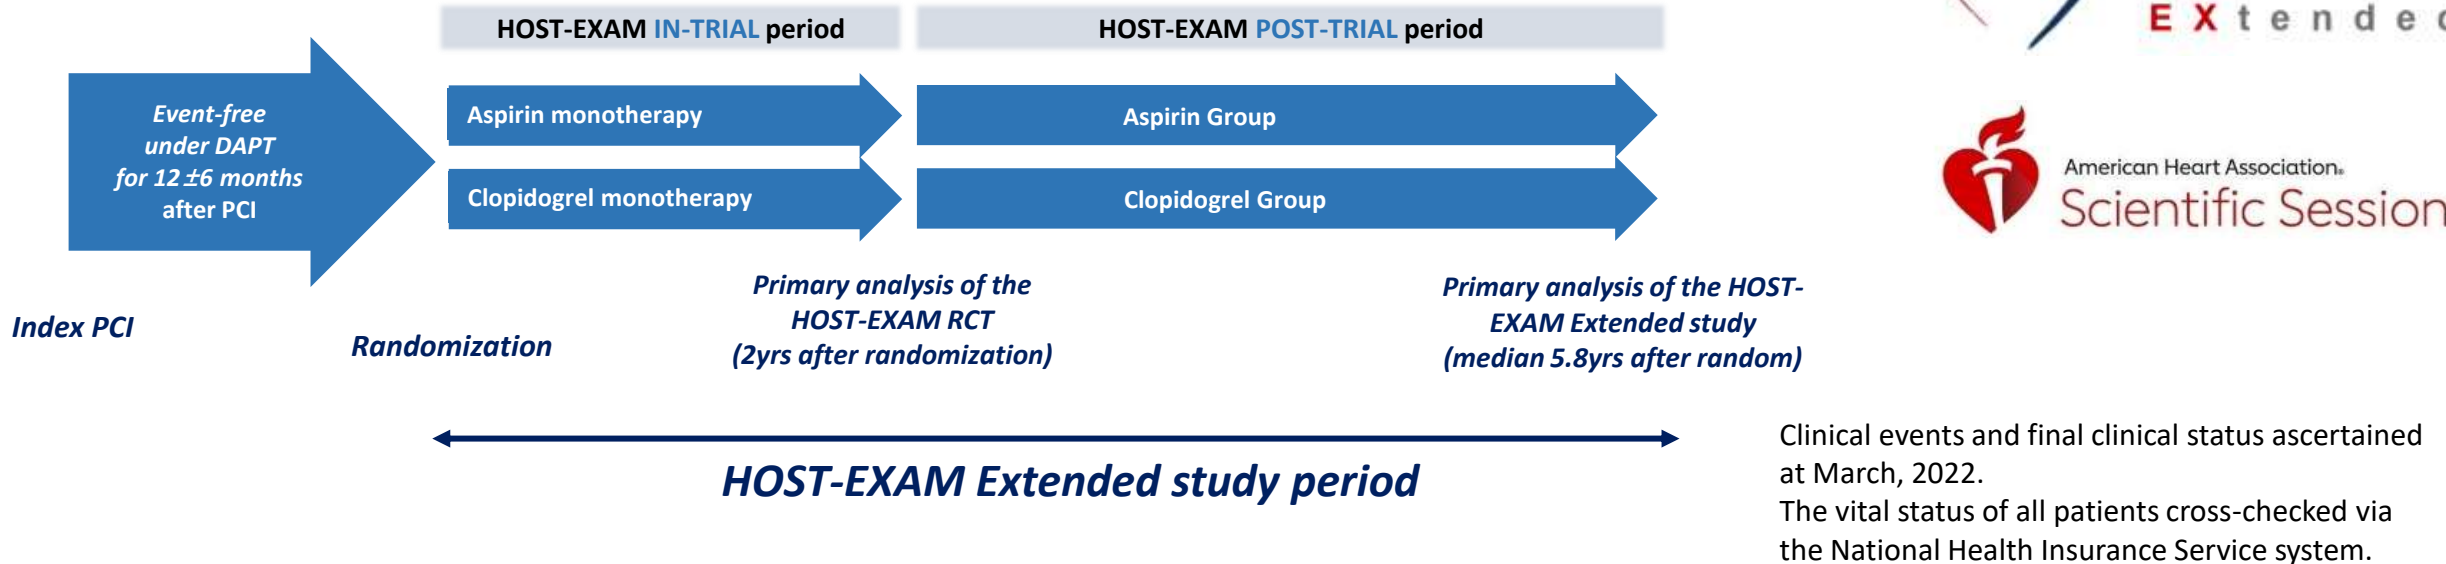 HOST-EXAM IN-TRIAL period
HOST-EXAM POST-TRIAL period
EXtended
Event-free
under DAPT
for 12±6 months
after PCI
Aspirin monotherapy
Clopidogrel monotherapy
Aspirin Group
Clopidogrel Group
American Heart Association.
Scientific Session
Index PCI
Randomization
Primary analysis of the
HOST-EXAM RCT
(2yrs after randomization)
Primary analysis of the HOST-
EXAM Extended study
(median 5.8yrs after random)
HOST-EXAM Extended study period
Clinical events and final clinical status ascertained
at March, 2022.
The vital status of all patients cross-checked via
the National Health Insurance Service system.